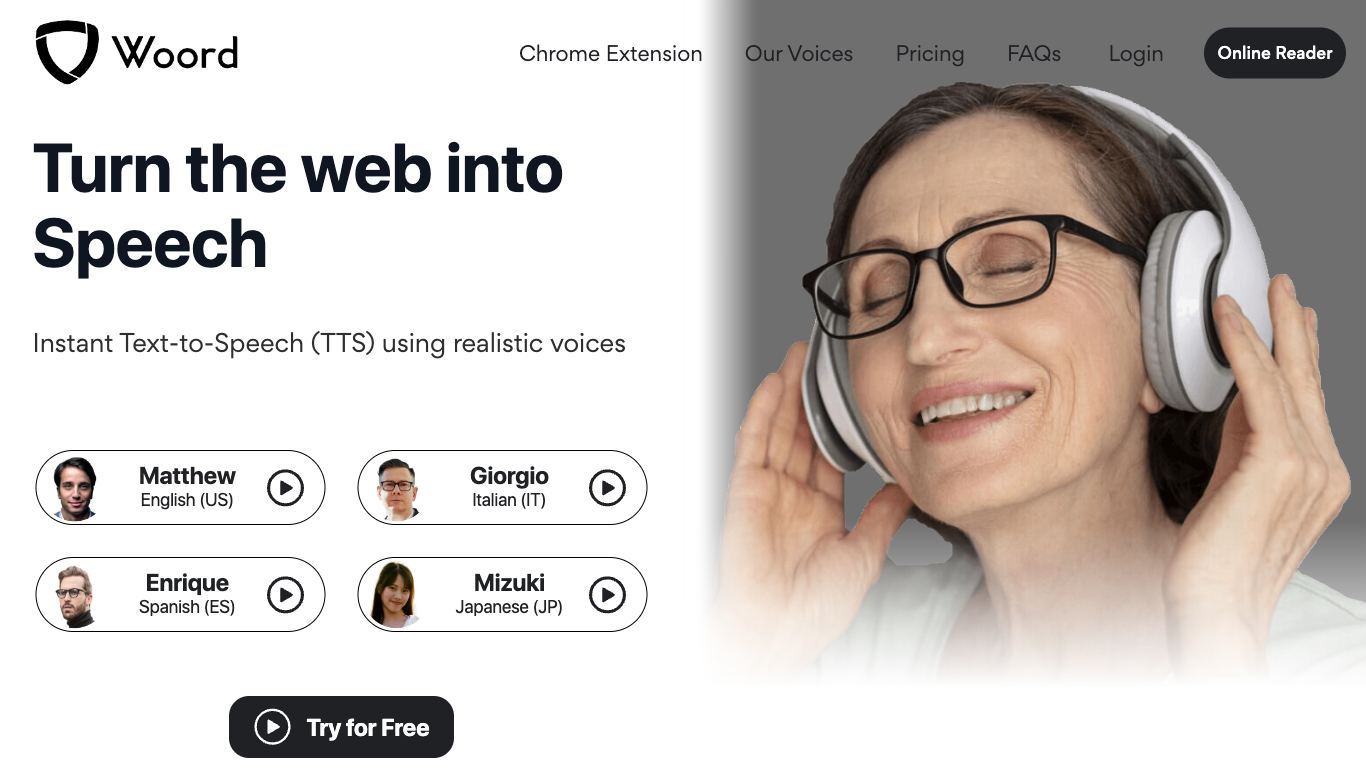 Woord
Chrome Extension
Our Voices
Pricing
FAQs
Login
Online Reader
Turn the web into
Speech
Instant Text-to-Speech (TTS) using realistic voices
Matthew
English (US)
Giorgio
Italian (IT)
Enrique
Spanish (ES)
Mizuki
Japanese (JP)
Try for Free